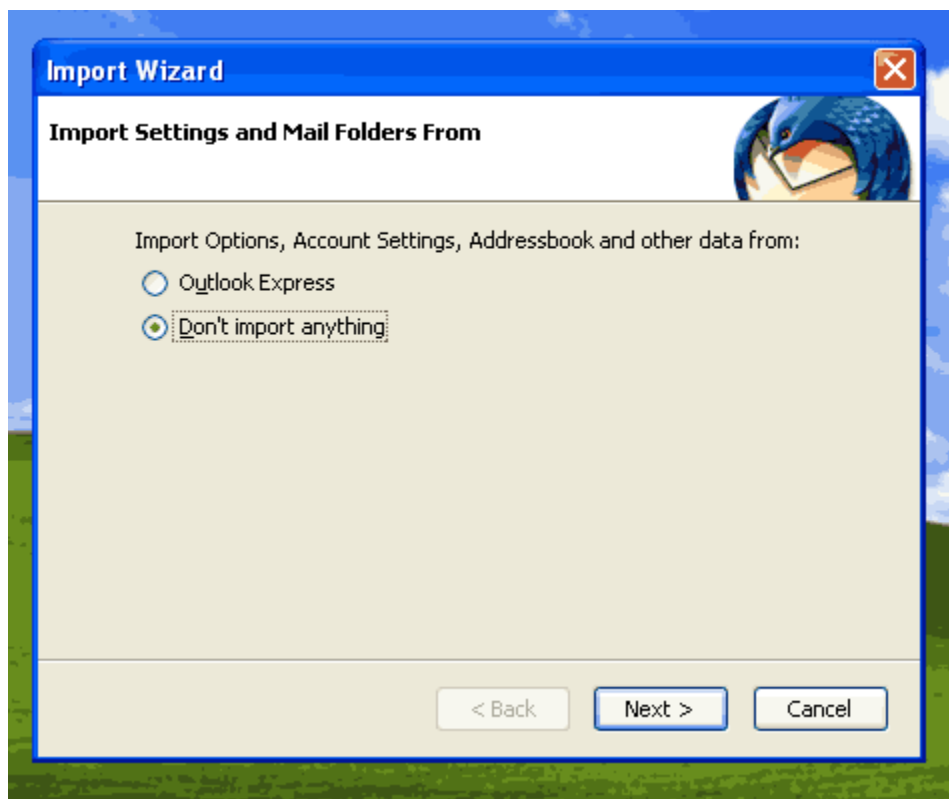 Import Wizard
Import Settings and Mail Folders From
Import Options, Account Settings, Addressbook and other data from:
Outlook Express
Don't import anything
< Back Next > Cancel